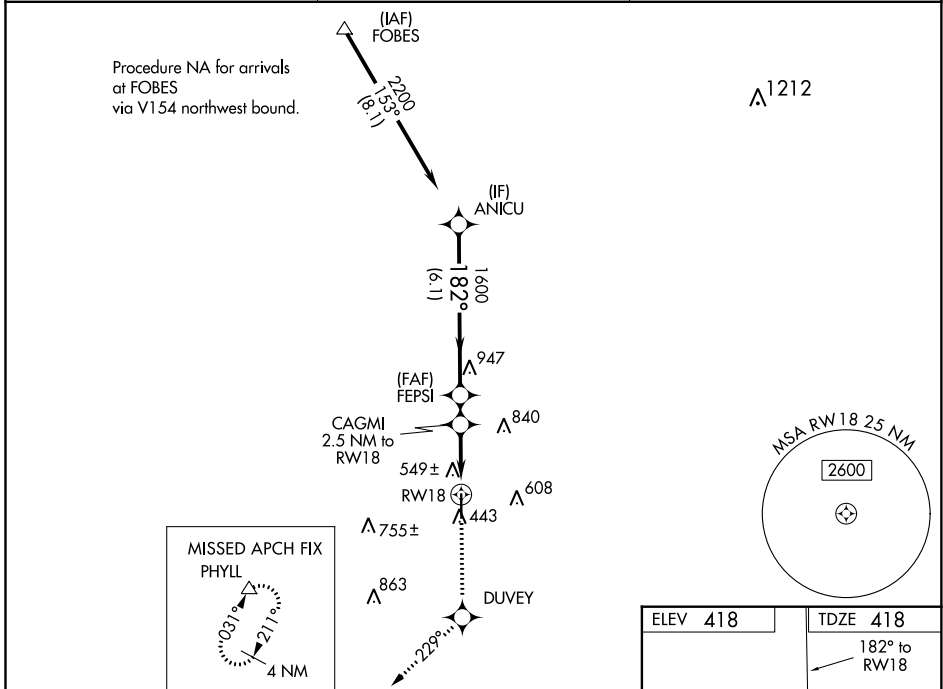 (IAF)
FOBES
Procedure NA for arrivals
at FOBES
via V154 northwest bound.
2200
153°
(8.1)
1212
(IF)
ANICU
1600
182°
(6.1)
947
(FAF)
FEPSI
CAGMI
2.5 NM to
RW18
840
549±
RW18
608
443
755±
MSA RW18 25 NM
2600
MISSED APCH FIX
PHYLL
031°
211°
4 NM
863
DUVEY
229°
ELEV 418
TDZE 418
182° to
RW18